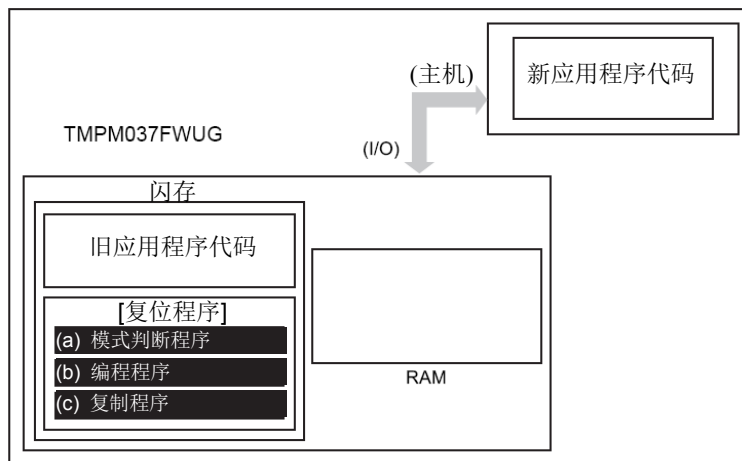 新应用程序代码
(主机)
TMPM037FWUG
(I/O)
闪存
旧应用程序代码
[复位程序]
(a) 模式判断程序
(b) 编程程序
(c) 复制程序
RAM